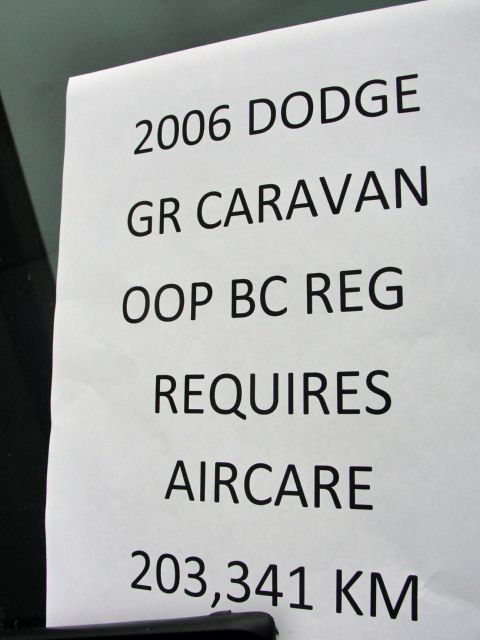 2006 DODGE
GR CARAVAN
OOP BC REG
REQUIRES
AIRCARE
203,341 KM